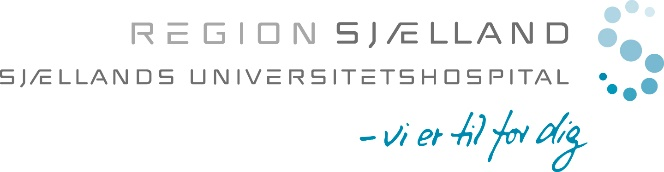 REGION SJÆLLAND
SJÆLLANDS UNIVERSITETSHOSPITAL
- vi er til for dig